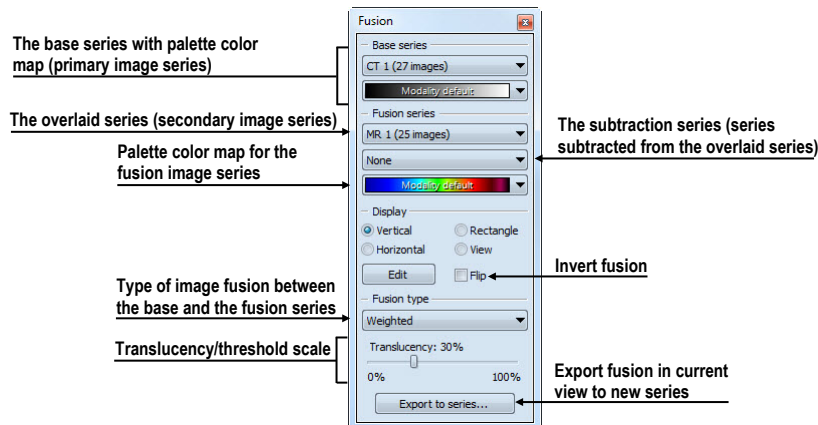 Fusion
The base series with palette color
map (primary image series)
Base series
CT 1 (27 images)
Modality default
The overlaid series (secondary image series)
Fusion series
MR 1 (25 images)
The subtraction series (series
subtracted from the overlaid series)
Palette color map for the
fusion image series
None
Modality default
Display
Vertical
Rectangle
Horizontal
View
Edit
Flip
Invert fusion
Type of image fusion between
the base and the fusion series
Fusion type
Weighted
Translucency/threshold scale
Translucency: 30%
0%
100%
Export fusion in current
view to new series
Export to series...